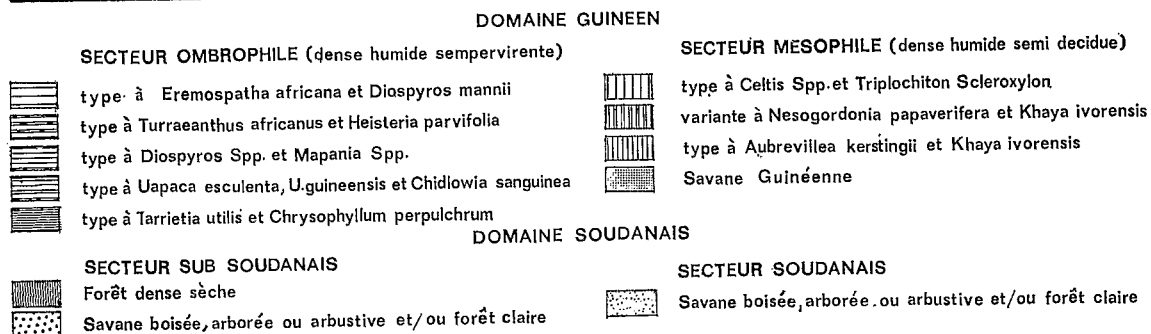 DOMAINE GUINEEN
SECTEUR OMBROPHILE (dense humide sempervirente)
type à Eremospatha africana et Diospyros mannii
type à Turraeanthus africanus et Heisteria parvifolia
type à Diospyros Spp. et Mapania Spp.
type à Uapaca esculenta, U.guineensis et Chidlowia sanguinea
type à Tarrietia utilis et Chrysophyllum perpulchrum
SECTEUR MESOPHILE (dense humide semi decidue)
type à Celtis Spp. et Triplochiton Scleroxylon
variante à Nesogordonia papaverifera et Khaya ivorensis
type à Aubrevillea kerstingii et Khaya ivorensis
Savane Guinéenne
DOMAINE SOUDANAIS
SECTEUR SUB SOUDANAIS
Forêt dense sèche
Savane boisée, arborée ou arbustive et/ou forêt claire
SECTEUR SOUDANAIS
Savane boisée, arborée . ou arbustive et/ou forêt claire